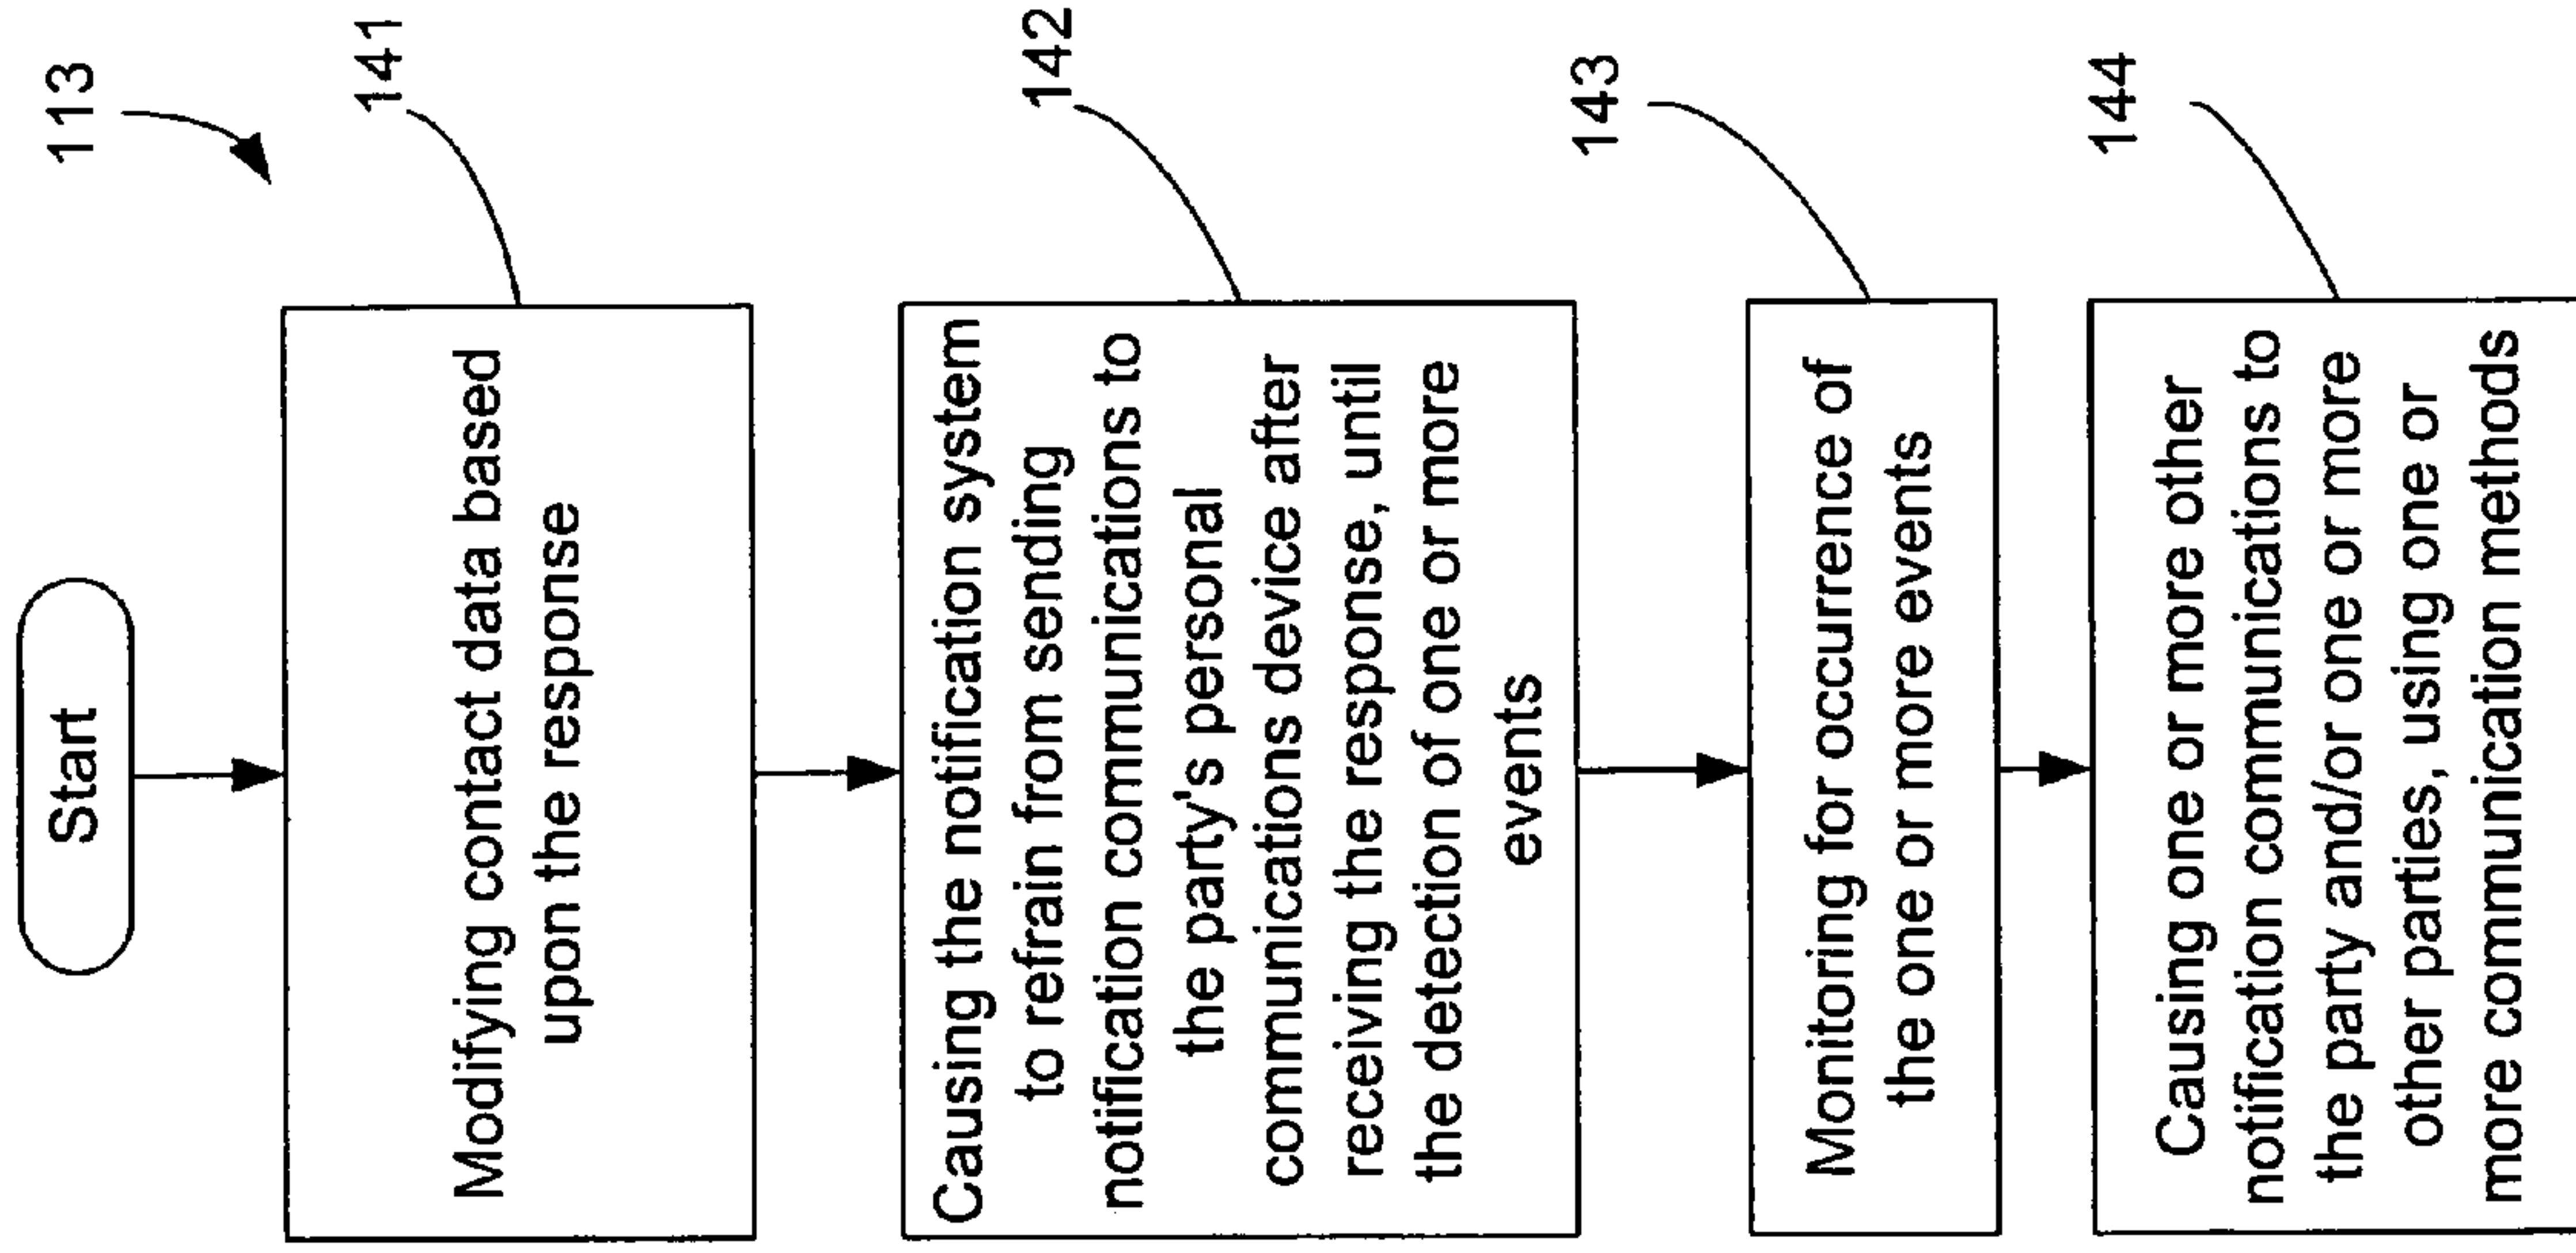 113
Start
141
Modifying contact data based
upon the response
142
Causing the notification system
to refrain from sending
notification communications to
the party's personal
communications device after
receiving the response, until
the detection of one or more
events
143
Monitoring for occurrence of
the one or more events
144
Causing one or more other
notification communications to
the party and/or one or more
other parties, using one or
more communication methods